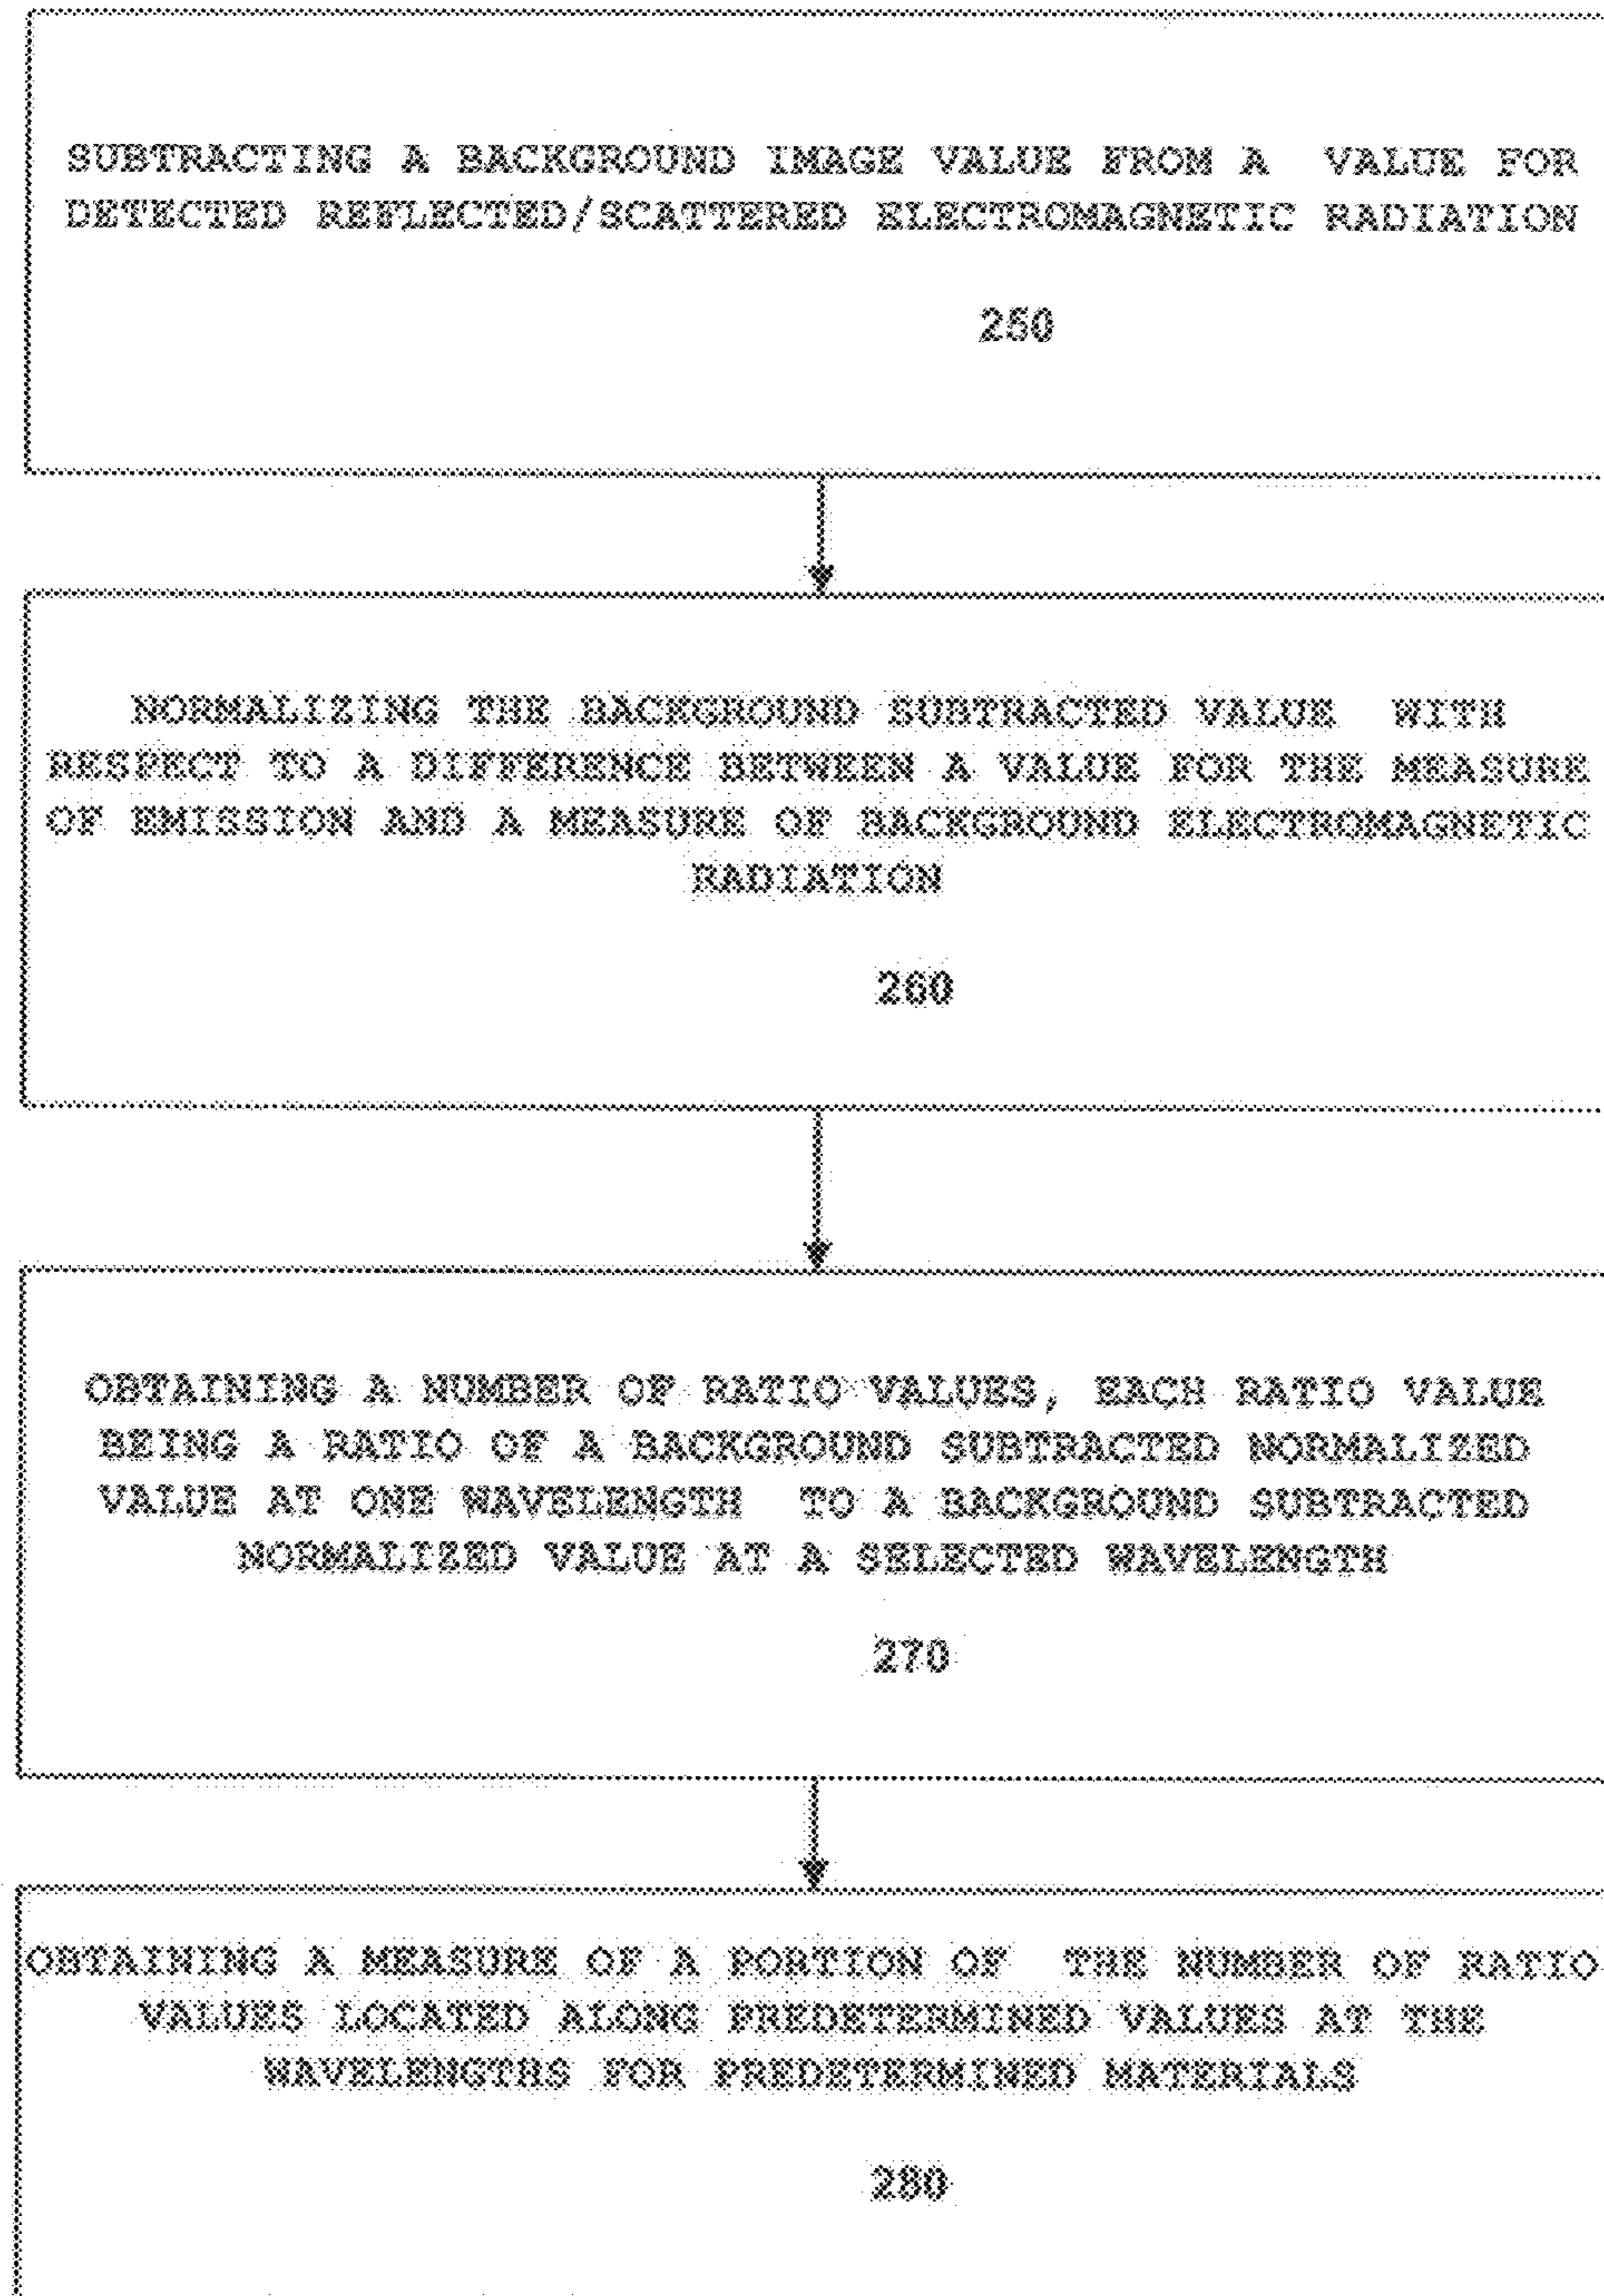 SUBTRACTING A BACKGROUND IMAGE VALUE FROM A VALUE FOR
DETECTED REFLECTED/SCATTERED ELECTROMAGNETIC RADIATION
250
NORMALIZING THE BACKGROUND SUBTRACTED VALUE WITH
RESPECT TO A DIFFERENCE BETWEEN A VALUE FOR THE MEASURE
OF EMISSION AND A MEASURE OF BACKGROUND ELECTROMAGNETIC
RADIATION
260
OBTAINING A NUMBER OF RATIO VALUES, EACH RATIO VALUE
BEING A RATIO OF A BACKGROUND SUBTRACTED NORMALIZED
VALUE AT ONE WAVELENGTH TO A BACKGROUND SUBTRACTED
NORMALIZED VALUE AT A SELECTED WAVELENGTH
270
OBTAINING A MEASURE OF A PORTION OF THE NUMBER OF RATIO
VALUES LOCATED ALONG PREDETERMINED VALUES AT THE
WAVELENGTHS FOR PREDETERMINED MATERIALS
280